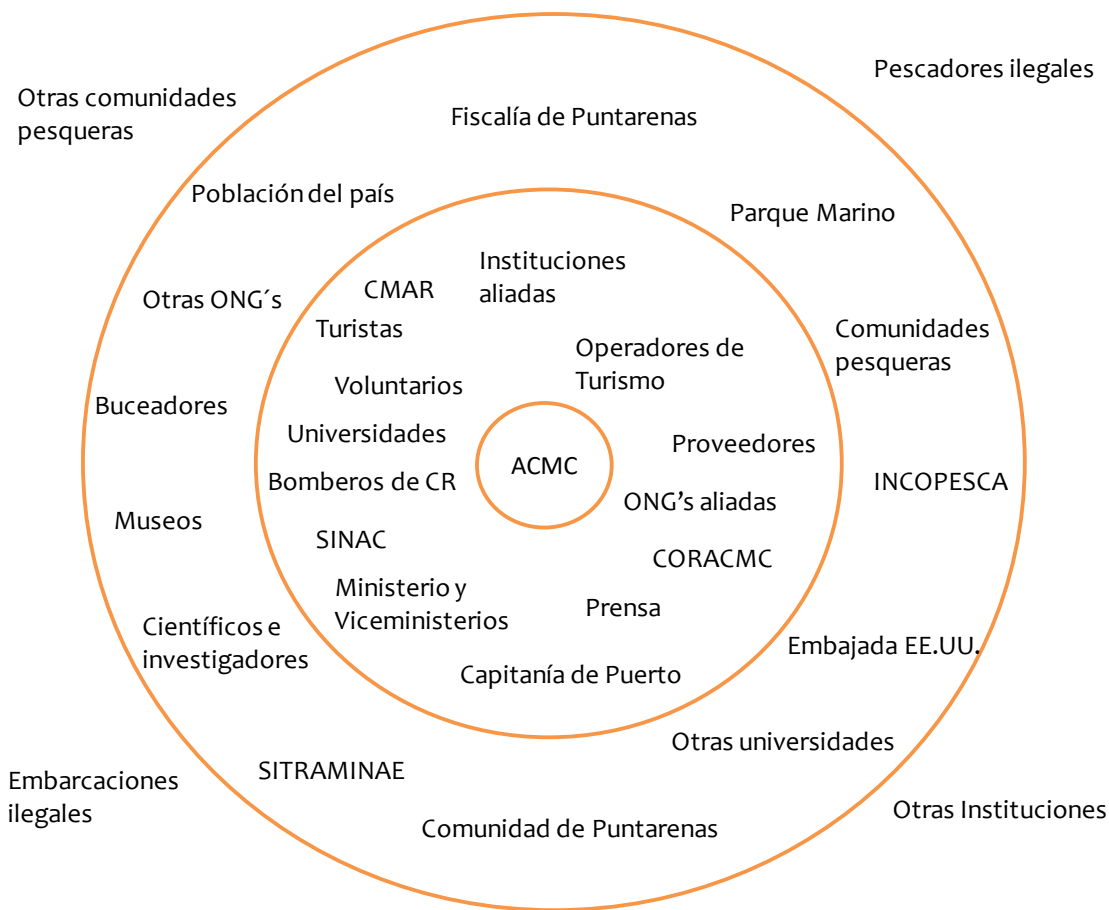 Pescadores ilegales
Otras comunidades
pesqueras
Fiscalía de Puntarenas
Población del país
Parque Marino
Instituciones
aliadas
CMAR
Otras ONG´s
Turistas
Comunidades
pesqueras
Operadores de
Turismo
Voluntarios
Buceadores
Universidades
Proveedores
ACMC
Bomberos de CR
INCOPESCA
ONG’s aliadas
Museos
SINAC
CORACMC
Ministerio y
Viceministerios
Prensa
Científicos e
investigadores
Embajada EE.UU.
Capitanía de Puerto
Otras universidades
SITRAMINAE
Embarcaciones
ilegales
Otras Instituciones
Comunidad de Puntarenas